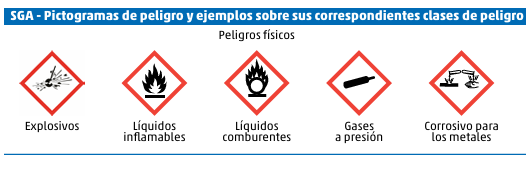 SGA - Pictogramas de peligro y ejemplos sobre sus correspondientes clases de peligro
Peligros físicos
Explosivos
Líquidos
inflamables
Líquidos
comburentes
Gases
a presión
Corrosivo para
los metales